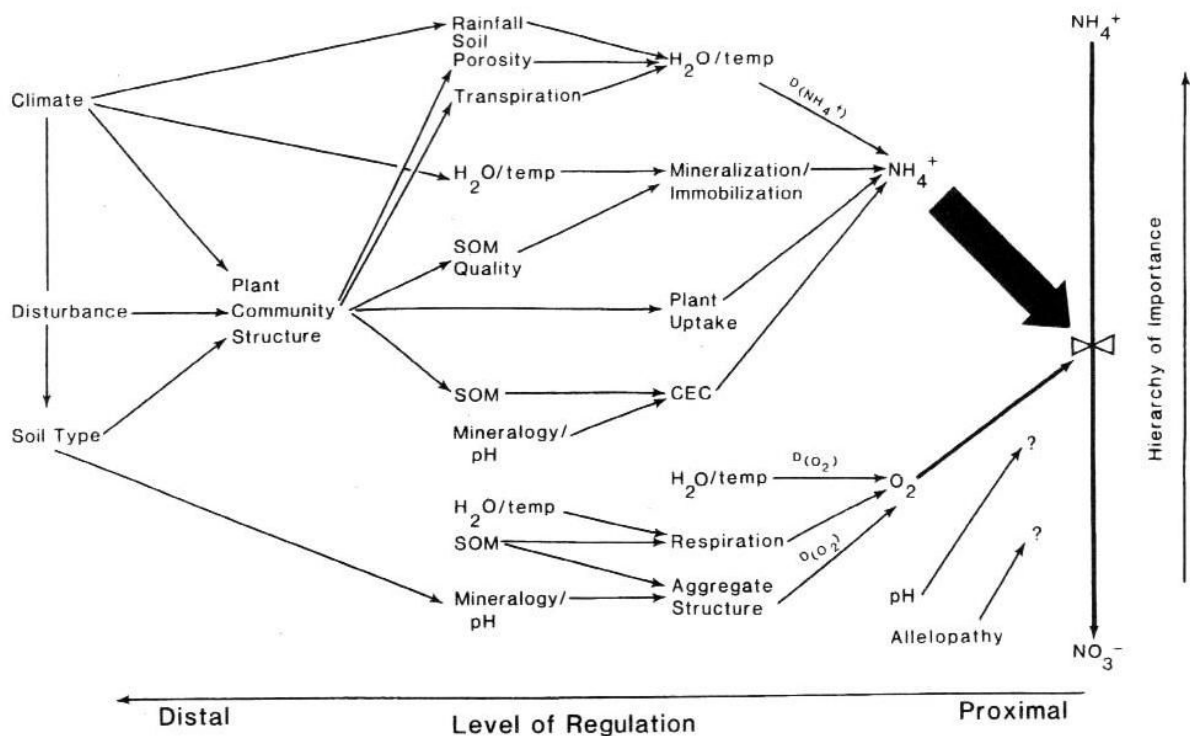 Rainfall
Soil
Porosity
Transpiration
H₂O/temp
D(NH₄⁺)
NH₄⁺
Climate
H₂O/temp
Mineralization/
Immobilization
NH₄⁺
SOM
Quality
Plant
Community
Structure
Disturbance
Plant
Uptake
SOM
CEC
Mineralogy/
pH
Soil Type
H₂O/temp
D(O₂)
O₂
H₂O/temp
SOM
Respiration
D(O₂)
Aggregate
Structure
Mineralogy/
pH
?
?
pH
Allelopathy
NO₃⁻
Hierarchy of Importance
Distal
Level of Regulation
Proximal